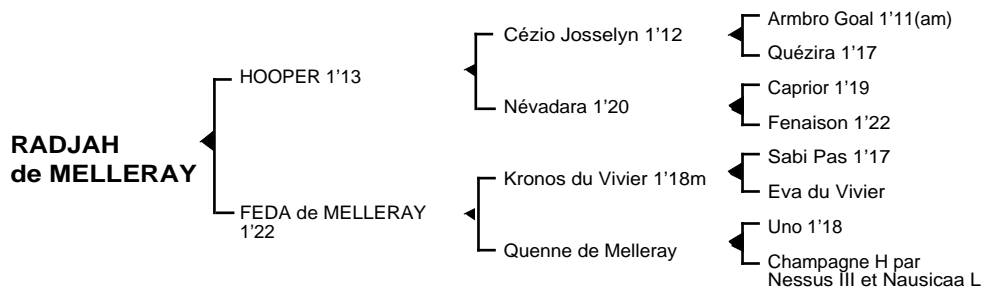 RADJAH
de MELLERAY
HOOPER 1’13
FEDA de MELLERAY
1’22
Cézio Josselyn 1’12
Névadara 1’20
Kronos du Vivier 1’18m
Quenne de Melleray
Armbro Goal 1’11(am)
Quézira 1’17
Caprior 1’19
Fenaison 1’22
Sabi Pas 1’17
Eva du Vivier
Uno 1’18
Champagne H par
Nessus III et Nausicaa L